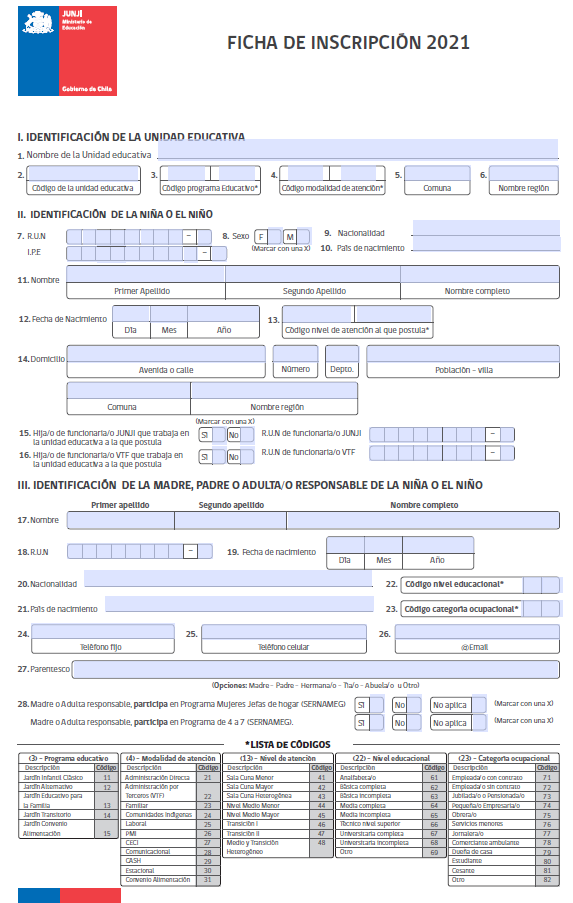 JUNJI
Ministerio de
Educación
Gobierno de Chile
FICHA DE INSCRIPCIÓN 2021
I. IDENTIFICACIÓN DE LA UNIDAD EDUCATIVA
1. Nombre de la Unidad educativa
2. 3. 4. 5. 6.
Código de la unidad educativa Código programa Educativo* Código modalidad de atención* Comuna Nombre región
II. IDENTIFICACIÓN DE LA NIÑA O EL NIÑO
7. R.U.N – 8. Sexo F M 9. Nacionalidad
I.P.E – (Marcar con una X) 10. País de nacimiento
11. Nombre
Primer Apellido Segundo Apellido Nombre completo
12. Fecha de Nacimiento 13.
Día Mes Año Código nivel de atención al que postula*
14. Domicilio
Avenida o calle Número Depto. Población - villa
Comuna Nombre región
(Marcar con una X)
15. Hija/o de funcionaria/o JUNJI que trabaja en SI No R.U.N de funcionaria/o JUNJI –
la unidad educativa a la que postula
16. Hija/o de funcionaria/o VTF que trabaja en SI No R.U.N de funcionaria/o VTF –
la unidad educativa a la que postula
III. IDENTIFICACIÓN DE LA MADRE, PADRE O ADULTA/O RESPONSABLE DE LA NIÑA O EL NIÑO
Primer apellido Segundo apellido Nombre completo
17. Nombre
18. R.U.N – 19. Fecha de nacimiento
Día Mes Año
20. Nacionalidad 22. Código nivel educacional*
21. País de nacimiento 23. Código categoria ocupacional*
24. 25. 26.
Teléfono fijo Teléfono celular @Email
27. Parentesco
(Opciones: Madre - Padre - Hermana/o - Tía/o - Abuela/o u Otro)
28. Madre o Adulta responsable, participa en Programa Mujeres Jefas de hogar (SERNAMEG) SI No No aplica (Marcar con una X)
Madre o Adulta responsable, participa en Programa de 4 a 7 (SERNAMEG). SI No No aplica (Marcar con una X)
*LISTA DE CÓDIGOS
(3) - Programa educativo
Descripción Código
Jardín Infantil Clásico 11
Jardín Alternativo 12
Jardín Educativo para
la Familia 13
Jardín Transitorio 14
Jardín Convenio
Alimentación 15
(4) - Modalidad de atención
Descripción Código
Administración Directa 21
Administración por
Terceros (VTF) 22
Familiar 23
Comunidades Indígenas 24
Laboral 25
PMI 26
CECI 27
Comunicacional 28
CASH 29
Estacional 30
Convenio Alimentación 31
(13) - Nivel de atención
Descripción Código
Sala Cuna Menor 41
Sala Cuna Mayor 42
Sala Cuna Heterogénea 43
Nivel Medio Menor 44
Nivel Medio Mayor 45
Transición I 46
Transición II 47
Medio y Transición 48
Heterogéneo
(22) - Nivel educacional
Descripción Código
Analfabeta/o 61
Básica completa 62
Básica incompleta 63
Media completa 64
Media incompleta 65
Técnico nivel superior 66
Universitaria completa 67
Universitaria incompleta 68
Otro 69
(23) - Categoría ocupacional
Descripción Código
Empleada/o con contrato 71
Empleada/o sin contrato 72
Jubilada/o o Pensionada/o 73
Pequeña/o Empresaria/o 74
Obrera/o 75
Servicios menores 76
Jornalera/o 77
Comerciante ambulante 78
Dueña de casa 79
Estudiante 80
Cesante 81
Otro 82